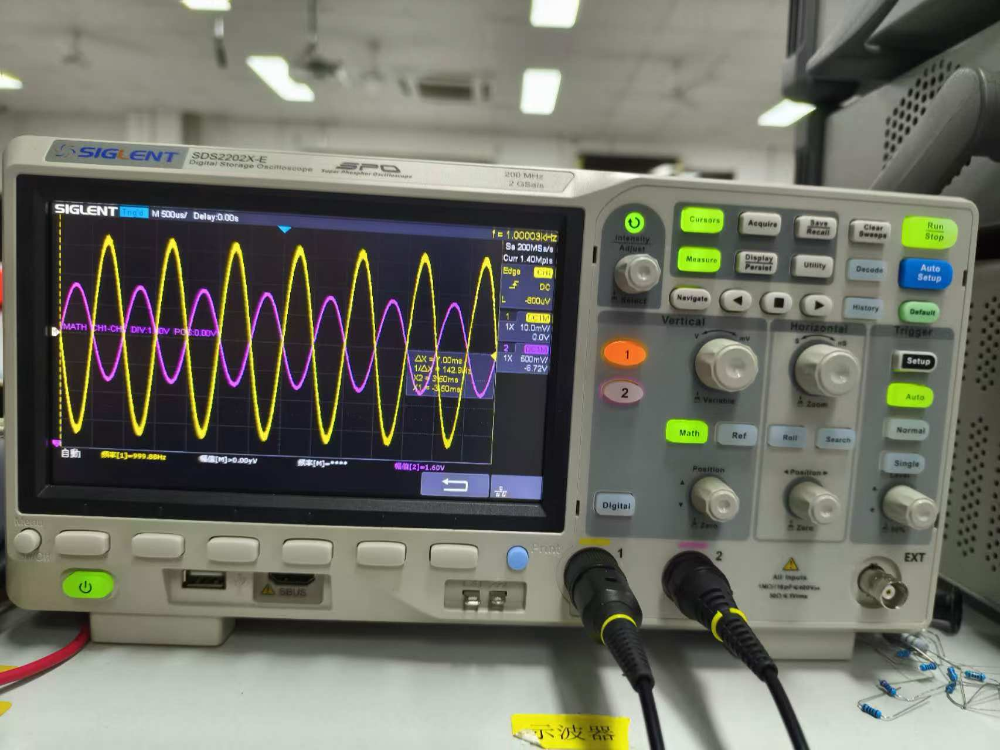 SIGLENT
SDS2202X-E
Digital Storage Oscilloscope
SPO
Super Phosphor Oscilloscope
200 MHz
2 GSa/s
SIGLENT Trig'd M 500us/ Delay:0.00s
f = 1.00003kHz
Sa 200MSa/s
Curr 1.40Mpts
Edge CH1
DC
L -600uV
1 DC1M
1X 10.0mV/
0.0V
2 DC1M
1X 500mV/
-6.72V
MATH CH1-CH2 DIV:1.00V POS:0.00V
ΔX = 7.00ms
1/ΔX = 142.9Hz
X2 = 3.50ms
X1 = -3.50ms
自動
频率[1]=999.88Hz
幅值[M]>0.00yV
频率[M]=****
幅值[2]=1.60V
Intensity
Adjust
Select
Cursors
Acquire
Save
Recall
Clear
Sweeps
Run
Stop
Measure
Display
Persist
Utility
Decode
Auto
Setup
Navigate
History
Default
Vertical
Horizontal
Trigger
V mV
S nS
1
2
Variable
Zoom
Setup
Auto
Math
Ref
Roll
Search
Normal
Single
Position
Position
Level
Digital
Zero
Zero
50%
Menu
On/Off
Print
SBUS
1
2
EXT
All Inputs
示波器